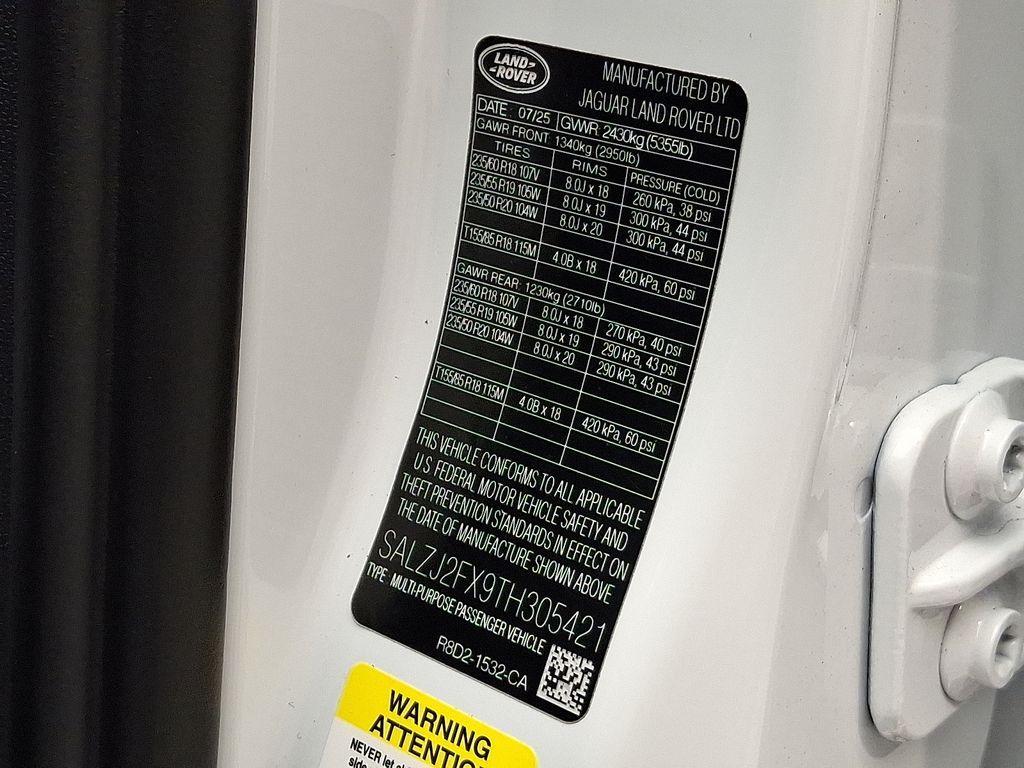 LAND-
-ROVER
MANUFACTURED BY
JAGUAR LAND ROVER LTD
DATE: 07/25 GVWR: 2430kg (5355lb)
GAWR FRONT: 1340kg (2950lb)
TIRES RIMS PRESSURE (COLD)
235/60 R18 107V 8.0J x 18 260 kPa, 38 psi
235/55 R19 105W 8.0J x 19 300 kPa, 44 psi
235/50 R20 104W 8.0J x 20 300 kPa, 44 psi
T155/85 R18 115M 4.0B x 18 420 kPa, 60 psi
GAWR REAR: 1230kg (2710lb)
235/60 R18 107V 8.0J x 18 270 kPa, 40 psi
235/55 R19 105W 8.0J x 19 290 kPa, 43 psi
235/50 R20 104W 8.0J x 20 290 kPa, 43 psi
T155/85 R18 115M 4.0B x 18 420 kPa, 60 psi
THIS VEHICLE CONFORMS TO ALL APPLICABLE
U.S. FEDERAL MOTOR VEHICLE SAFETY AND
THEFT PREVENTION STANDARDS IN EFFECT ON
THE DATE OF MANUFACTURE SHOWN ABOVE
SALZJ2FX9TH305421
TYPE: MULTI-PURPOSE PASSENGER VEHICLE
R8D2-1532-CA
WARNING
ATTENTIO
NEVER let